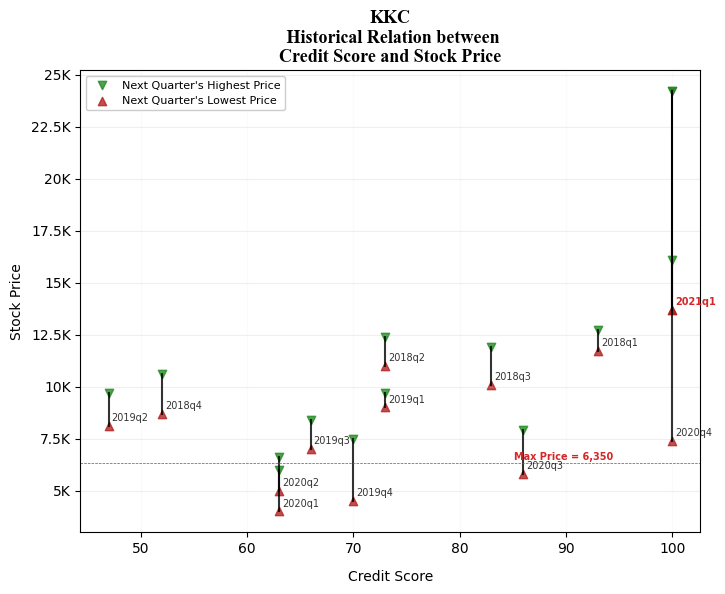 KKC
Historical Relation between
Credit Score and Stock Price
Next Quarter's Highest Price
Next Quarter's Lowest Price
25K
22.5K
20K
17.5K
15K
12.5K
10K
7.5K
5K
Stock Price
2021q1
2018q1
2018q2
2018q3
2019q1
2018q4
2019q2
2019q3
2020q4
Max Price = 6,350
2020q3
2020q2
2019q4
2020q1
50
60
70
80
90
100
Credit Score